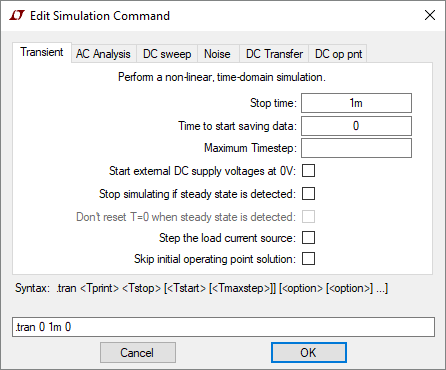 Edit Simulation Command
Transient AC Analysis DC sweep Noise DC Transfer DC op pnt
Perform a non-linear, time-domain simulation.
Stop time: 1m
Time to start saving data: 0
Maximum Timestep:
Start external DC supply voltages at 0V:
Stop simulating if steady state is detected:
Don't reset T=0 when steady state is detected:
Step the load current source:
Skip initial operating point solution:
Syntax: .tran <Tprint> <Tstop> [<Tstart> [<Tmaxstep>]] [<option> [<option>] ...]
.tran 0 1m 0
Cancel OK